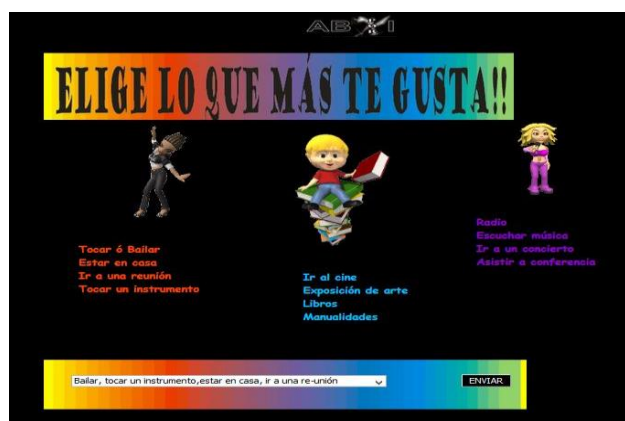 ELIGE LO QUE MÁS TE GUSTA!!
Tocar ó Bailar
Estar en casa
Ir a una reunión
Tocar un instrumento
Ir al cine
Exposición de arte
Libros
Manualidades
Radio
Escuchar música
Ir a un concierto
Asistir a conferencia
Bailar, tocar un instrumento,estar en casa, ir a una re-unión
ENVIAR